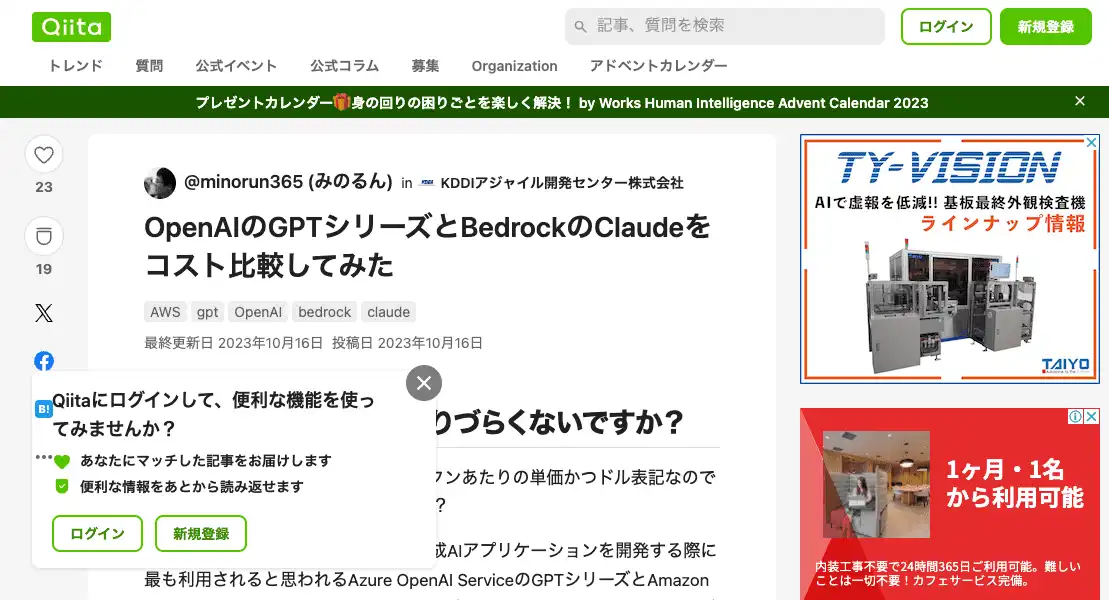 Qiita
記事、質問を検索
ログイン
新規登録
トレンド 質問 公式イベント 公式コラム 募集 Organization アドベントカレンダー
プレゼントカレンダー🎁身の回りの困りごとを楽しく解決！ by Works Human Intelligence Advent Calendar 2023
23
19
@minorun365 (みのるん) in KDDIアジャイル開発センター株式会社
OpenAIのGPTシリーズとBedrockのClaudeを
コスト比較してみた
AWS gpt OpenAI bedrock claude
最終更新日 2023年10月16日 投稿日 2023年10月16日
りづらくないですか？
クンあたりの単価かつドル表記なので
？
成AIアプリケーションを開発する際に
最も利用されると思われるAzure OpenAI ServiceのGPTシリーズとAmazon
B!
Qiitaにログインして、便利な機能を使っ
てみませんか？
あなたにマッチした記事をお届けします
便利な情報をあとから読み返せます
ログイン
新規登録
TY-VISION
AIで虚報を低減!! 基板最終外観検査機
ラインナップ情報
TAIYO
1ヶ月・1名
から利用可能
内装工事不要で24時間365日ご利用可能。難しい
ことは一切不要！カフェサービス完備。